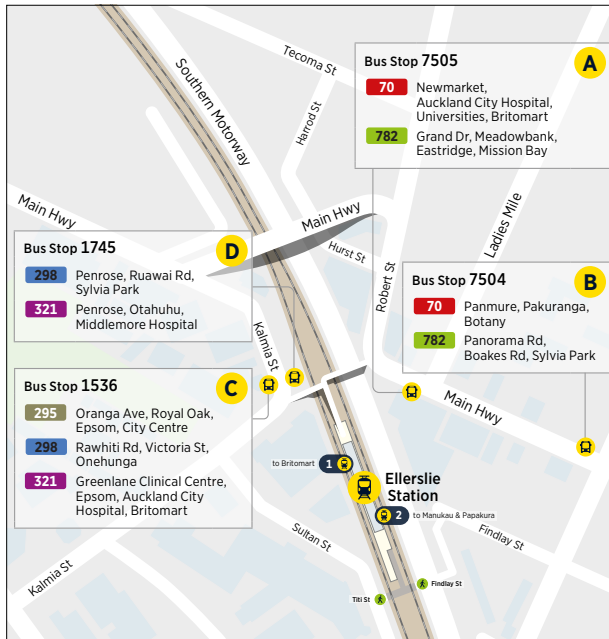 Tecoma St
Southern Motorway
Harrod St
Bus Stop 7505
A
70
Newmarket,
Auckland City Hospital,
Universities, Britomart
782
Grand Dr, Meadowbank,
Eastridge, Mission Bay
Main Hwy
Main Hwy
Hurst St
Robert St
Ladies Mile
Bus Stop 1745
D
298
Penrose, Ruawai Rd,
Sylvia Park
321
Penrose, Otahuhu,
Middlemore Hospital
Bus Stop 7504
B
70
Panmure, Pakuranga,
Botany
782
Panorama Rd,
Boakes Rd, Sylvia Park
Kalmia St
Bus Stop 1536
C
295
Oranga Ave, Royal Oak,
Epsom, City Centre
298
Rawhiti Rd, Victoria St,
Onehunga
321
Greenlane Clinical Centre,
Epsom, Auckland City
Hospital, Britomart
Main Hwy
to Britomart
1
Ellerslie
Station
2
to Manukau & Papakura
Sultan St
Findlay St
Kalmia St
Findlay St
Titi St